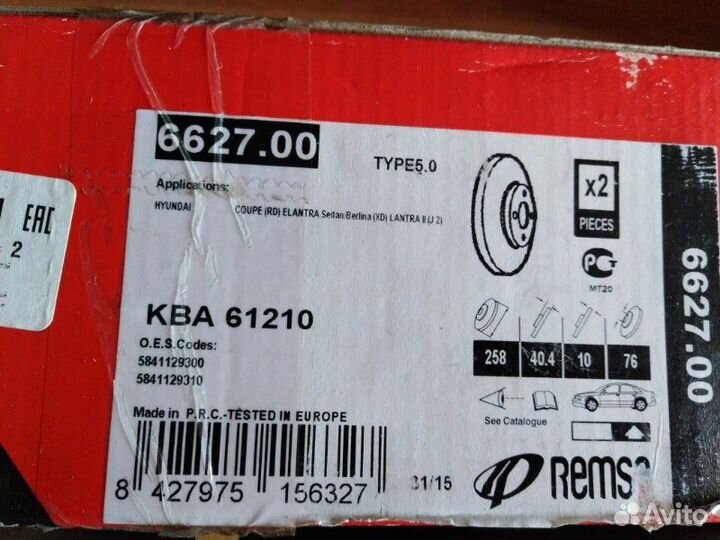 6627.00
TYPE5.0
x2
PIECES
Applications:
HYUNDAI COUPE (RD) ELANTRA Sedan-Berlina (XD) LANTRA II (J 2)
EAC
2
PCT
MT20
6627.00
KBA 61210
O.E.S.Codes:
5841129300
5841129310
258 40.4 10 76
See Catalogue
Made in P.R.C.-TESTED IN EUROPE
8 427975 156327
31/15
Remsa
Avito